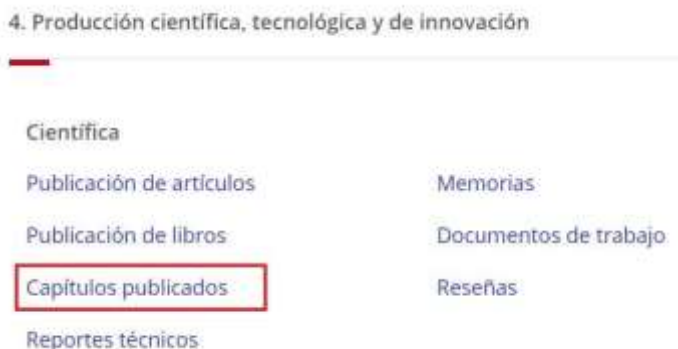 4. Producción científica, tecnológica y de innovación
Científica
Publicación de artículos
Memorias
Publicación de libros
Documentos de trabajo
Capítulos publicados
Reseñas
Reportes técnicos